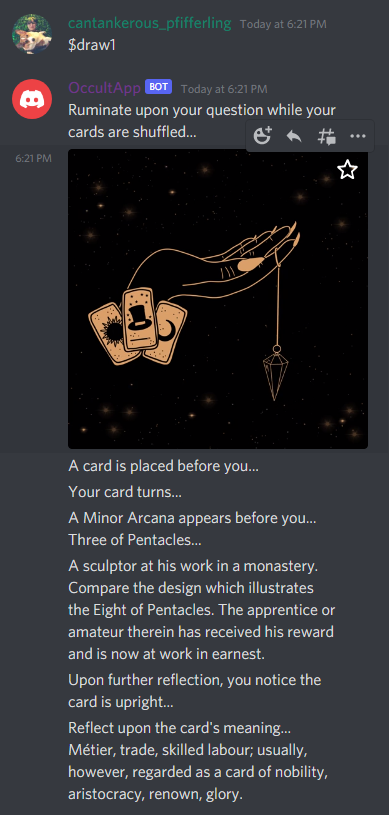 cantankerous_pfifferling Today at 6:21 PM
$draw1
OccultApp BOT Today at 6:21 PM
Ruminate upon your question while your
cards are shuffled...
6:21 PM
A card is placed before you...
Your card turns...
A Minor Arcana appears before you...
Three of Pentacles...
A sculptor at his work in a monastery.
Compare the design which illustrates
the Eight of Pentacles. The apprentice or
amateur therein has received his reward
and is now at work in earnest.
Upon further reflection, you notice the
card is upright...
Reflect upon the card's meaning...
Métier, trade, skilled labour; usually,
however, regarded as a card of nobility,
aristocracy, renown, glory.